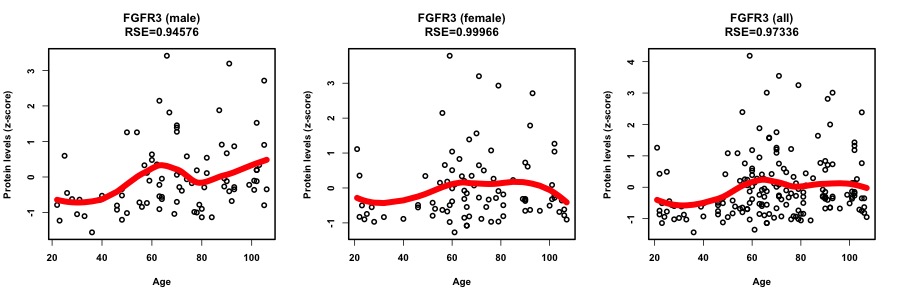 FGFR3 (male)
RSE=0.94576
Protein levels (z-score)
3
2
1
0
-1
20 40 60 80 100
Age
FGFR3 (female)
RSE=0.99966
Protein levels (z-score)
3
2
1
0
-1
20 40 60 80 100
Age
FGFR3 (all)
RSE=0.97336
Protein levels (z-score)
4
3
2
1
0
-1
20 40 60 80 100
Age